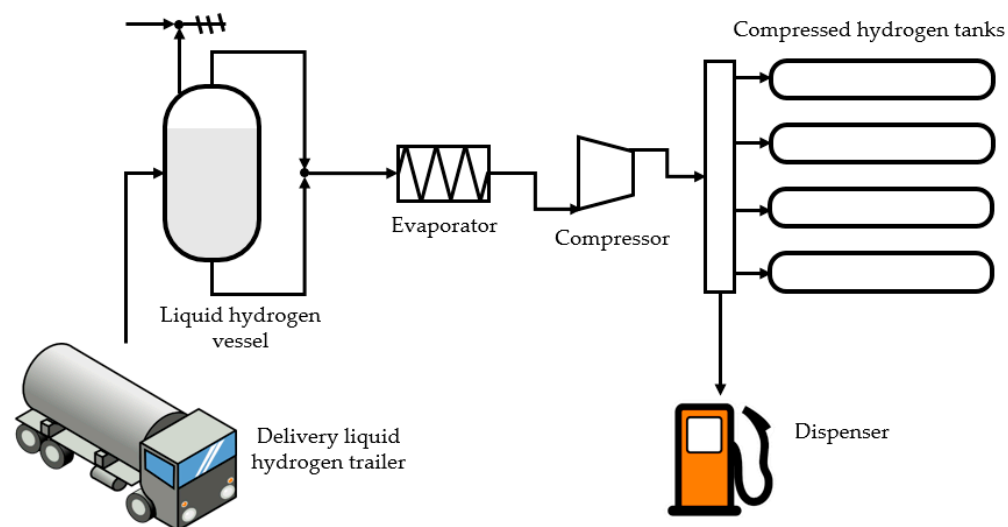 Compressed hydrogen tanks
Evaporator
Compressor
Liquid hydrogen
vessel
Delivery liquid
hydrogen trailer
Dispenser